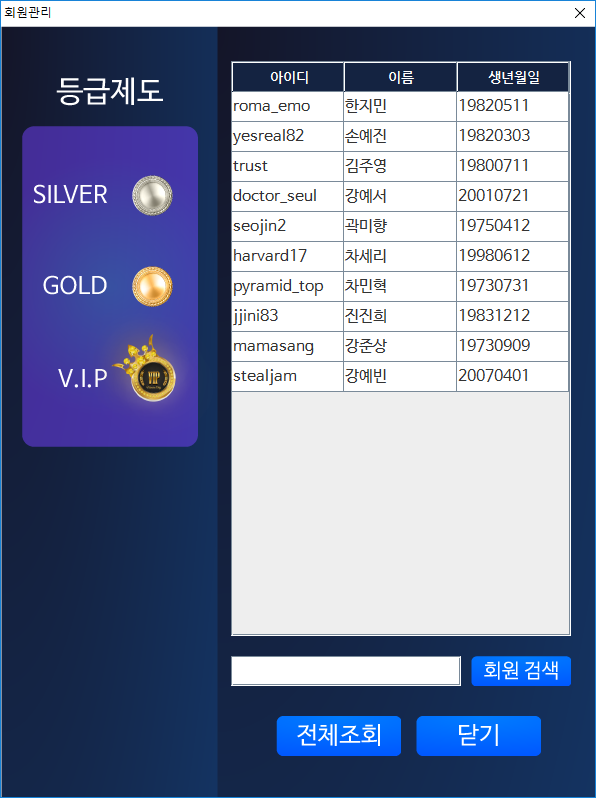 회원관리
등급제도
SILVER
GOLD
V.I.P
VIP
아이디 이름 생년월일
roma_emo 한지민 19820511
yesreal82 손예진 19820303
trust 김주영 19800711
doctor_seul 강예서 20010721
seojin2 곽미향 19750412
harvard17 차세리 19980612
pyramid_top 차민혁 19730731
jjini83 진진희 19831212
mamasang 강준상 19730909
stealjam 강예빈 20070401
회원 검색
전체조회 닫기